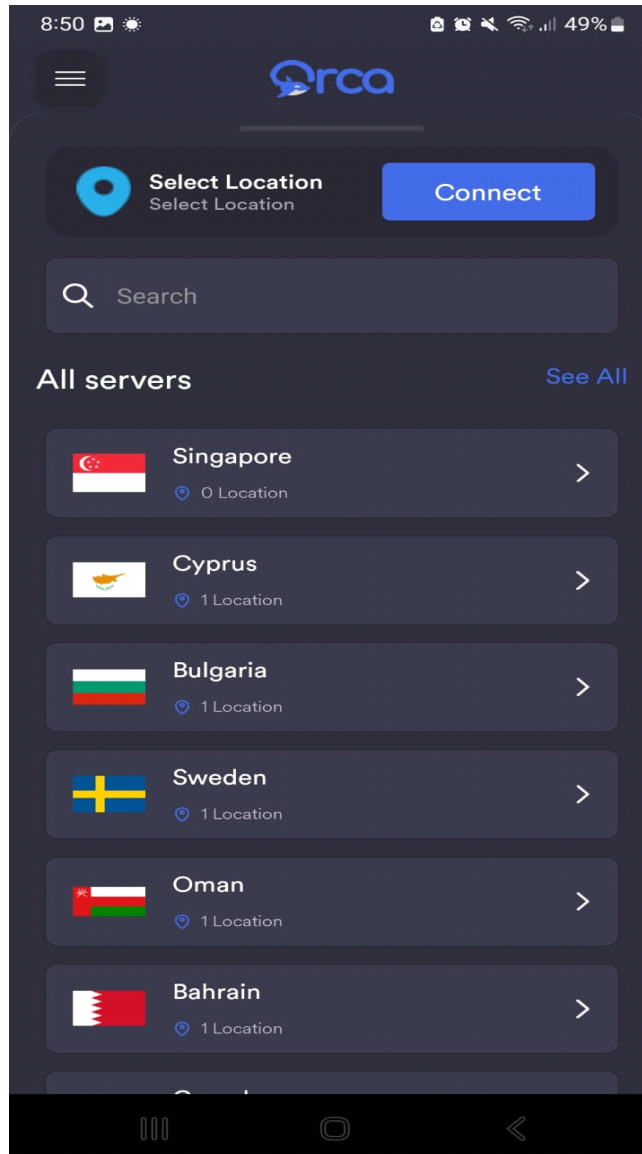 8:50 49%
Orca
Select Location
Select Location
Connect
Search
All servers
See All
Singapore
0 Location
Cyprus
1 Location
Bulgaria
1 Location
Sweden
1 Location
Oman
1 Location
Bahrain
1 Location